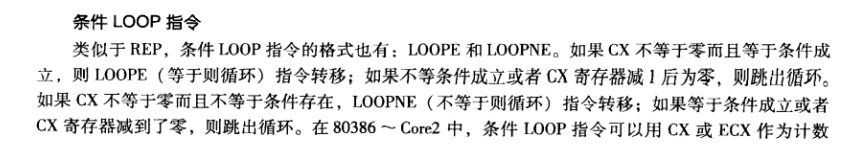 条件 LOOP 指令
类似于 REP，条件 LOOP 指令的格式也有：LOOPE 和 LOOPNE。如果 CX 不等于零而且等于条件成
立，则 LOOPE（等于则循环）指令转移；如果不等条件成立或者 CX 寄存器减 1 后为零，则跳出循环。
如果 CX 不等于零而且不等于条件存在，LOOPNE（不等于则循环）指令转移；如果等于条件成立或者
CX 寄存器减到了零，则跳出循环。在 80386 ～ Core2 中，条件 LOOP 指令可以用 CX 或 ECX 作为计数